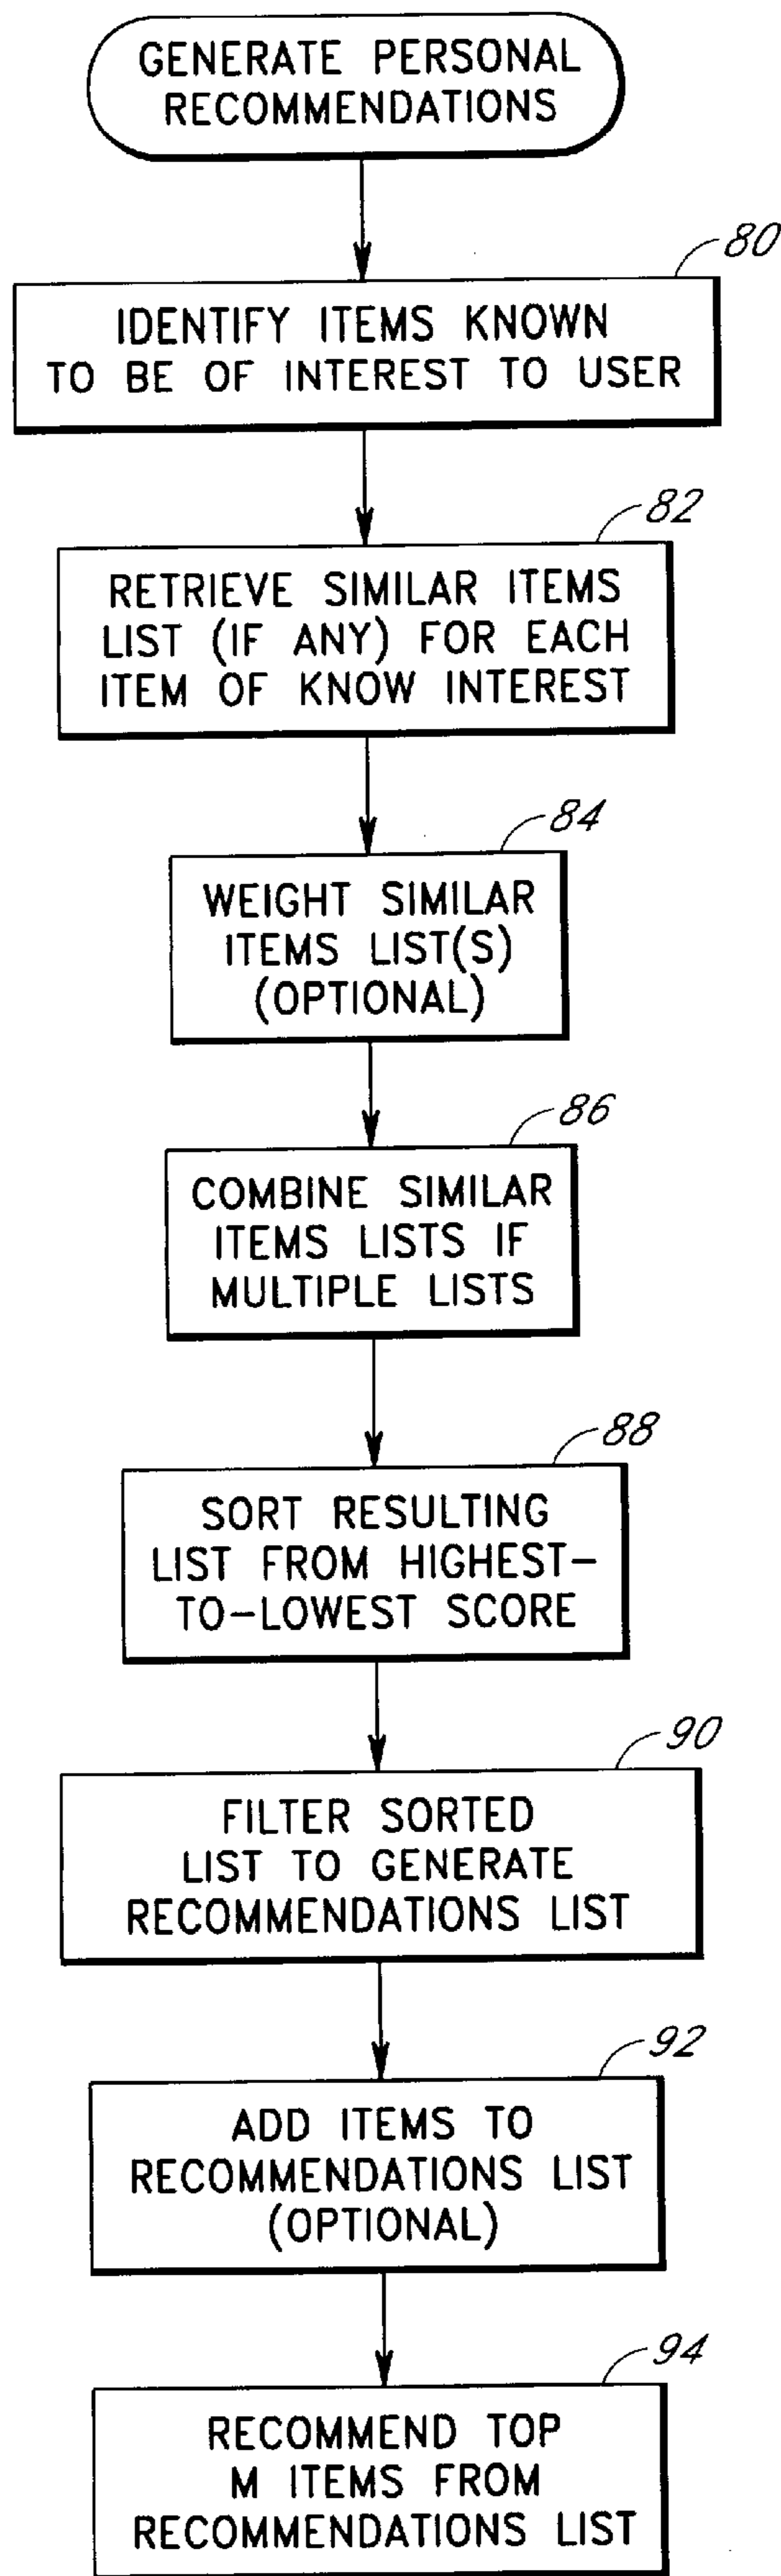 GENERATE PERSONAL
RECOMMENDATIONS
80
IDENTIFY ITEMS KNOWN
TO BE OF INTEREST TO USER
82
RETRIEVE SIMILAR ITEMS
LIST (IF ANY) FOR EACH
ITEM OF KNOW INTEREST
84
WEIGHT SIMILAR
ITEMS LIST(S)
(OPTIONAL)
86
COMBINE SIMILAR
ITEMS LISTS IF
MULTIPLE LISTS
88
SORT RESULTING
LIST FROM HIGHEST-
TO-LOWEST SCORE
90
FILTER SORTED
LIST TO GENERATE
RECOMMENDATIONS LIST
92
ADD ITEMS TO
RECOMMENDATIONS LIST
(OPTIONAL)
94
RECOMMEND TOP
M ITEMS FROM
RECOMMENDATIONS LIST